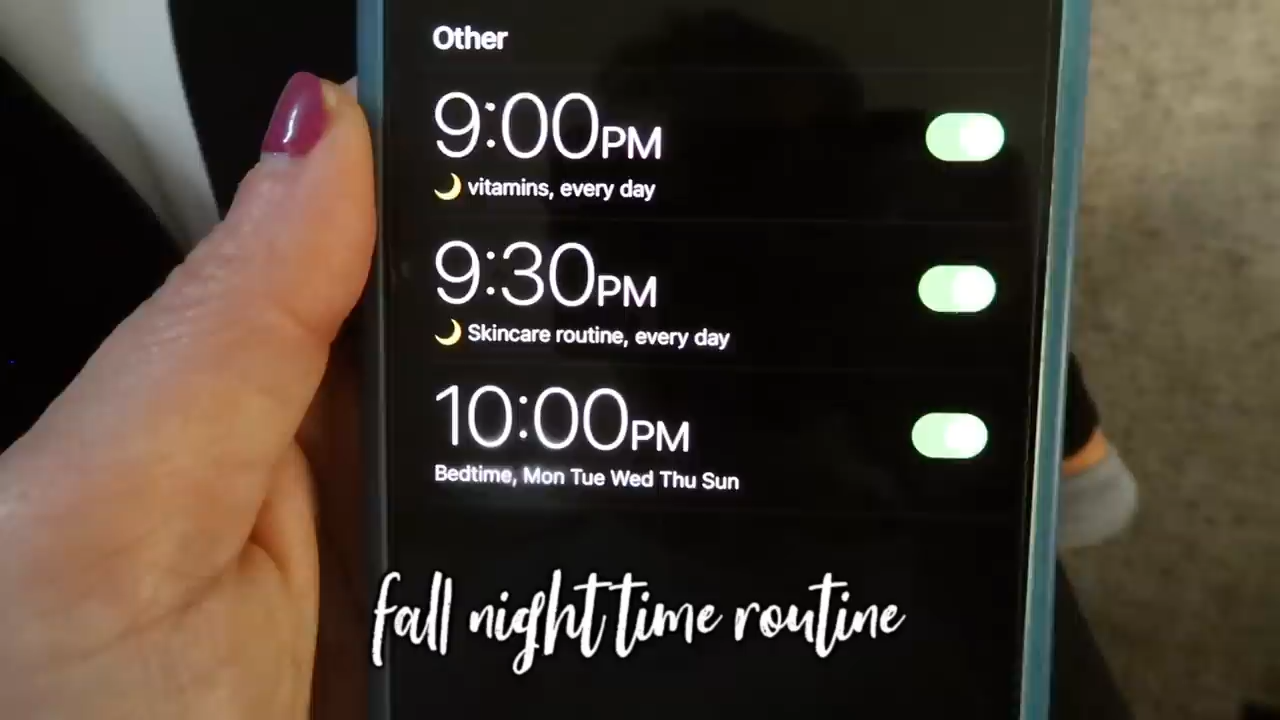 Other
9:00PM
🌙 vitamins, every day
9:30PM
🌙 Skincare routine, every day
10:00PM
Bedtime, Mon Tue Wed Thu Sun
fall night time routine